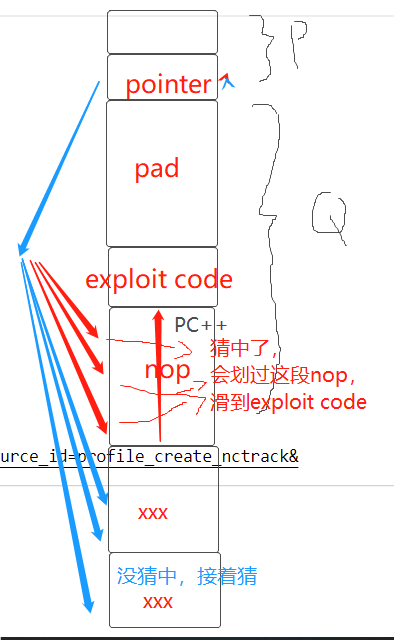 P
pointer
pad
Q
exploit code
PC++
猜中了，
nop
会划过这段nop，
滑到exploit code
urce_id=profile_create_nctrack&
xxx
没猜中，接着猜
xxx